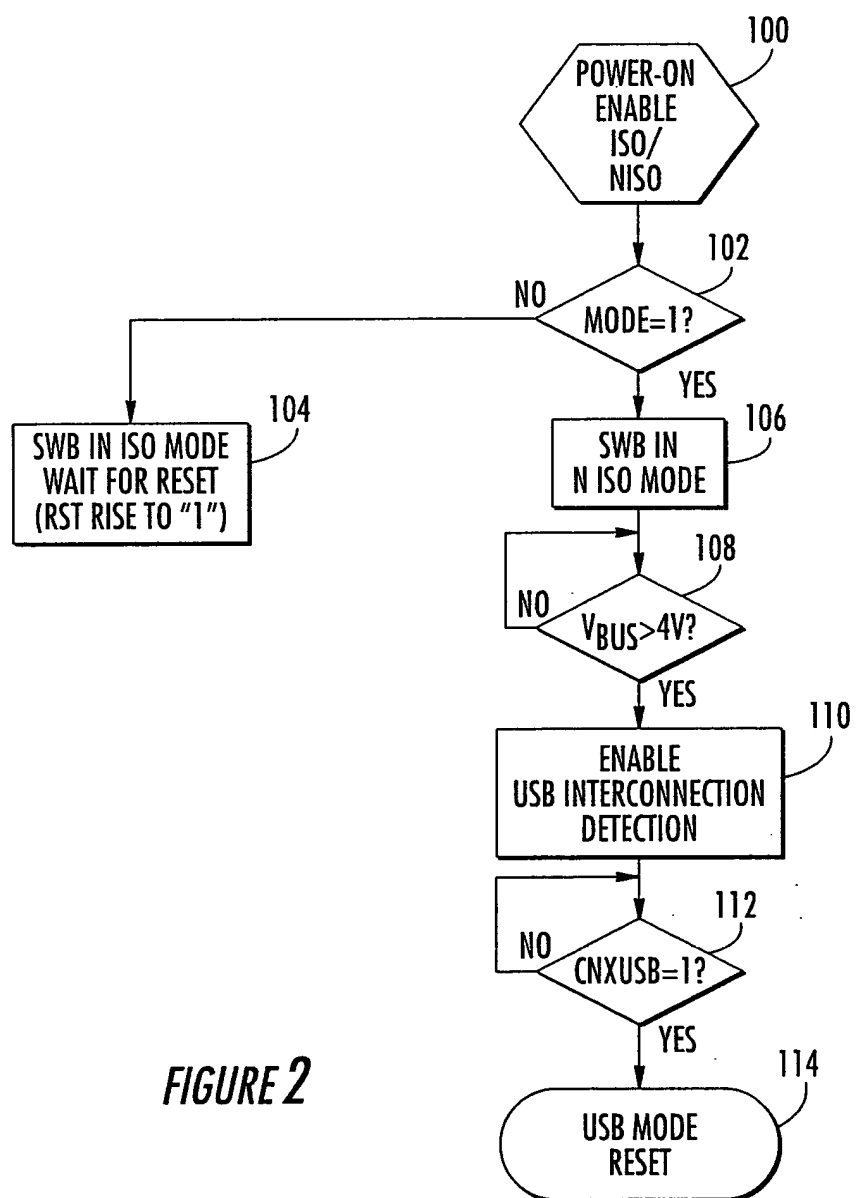 100
POWER-ON
ENABLE
ISO/
NISO
102
NO
MODE=1?
YES
104
SWB IN ISO MODE
WAIT FOR RESET
(RST RISE TO "1")
106
SWB IN
N ISO MODE
108
NO
VBUS>4V?
YES
110
ENABLE
USB INTERCONNECTION
DETECTION
112
NO
CNXUSB=1?
YES
FIGURE 2
114
USB MODE
RESET